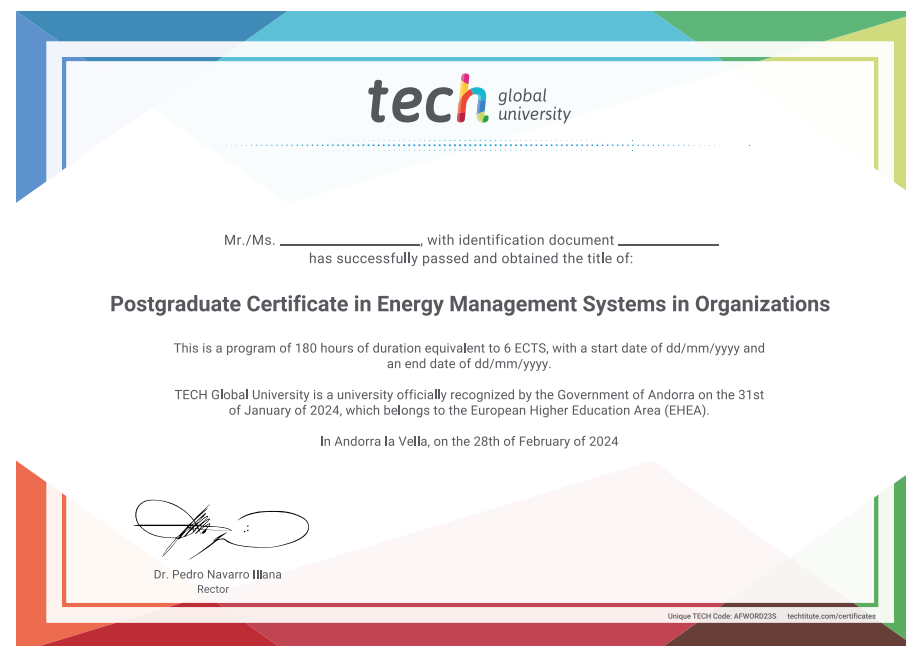 tech global university
Mr./Ms. ____________________, with identification document ______________
has successfully passed and obtained the title of:
Postgraduate Certificate in Energy Management Systems in Organizations
This is a program of 180 hours of duration equivalent to 6 ECTS, with a start date of dd/mm/yyyy and
an end date of dd/mm/yyyy.
TECH Global University is a university officially recognized by the Government of Andorra on the 31st
of January of 2024, which belongs to the European Higher Education Area (EHEA).
In Andorra la Vella, on the 28th of February of 2024
Dr. Pedro Navarro Illana
Rector
Unique TECH Code: AFWORD23S techtitute.com/certificates